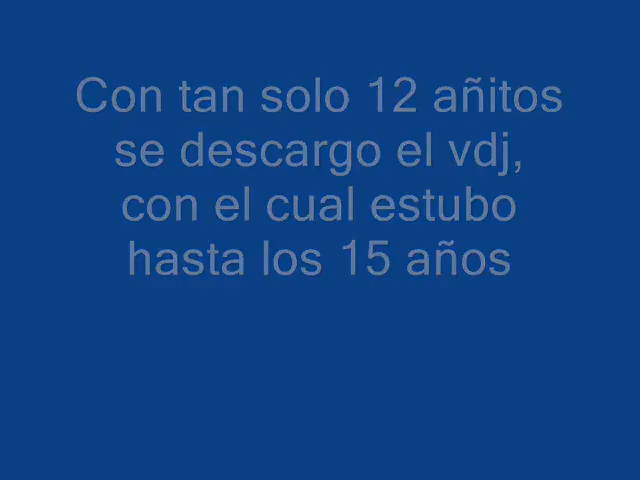 Con tan solo 12 añitos
se descargo el vdj,
con el cual estubo
hasta los 15 años